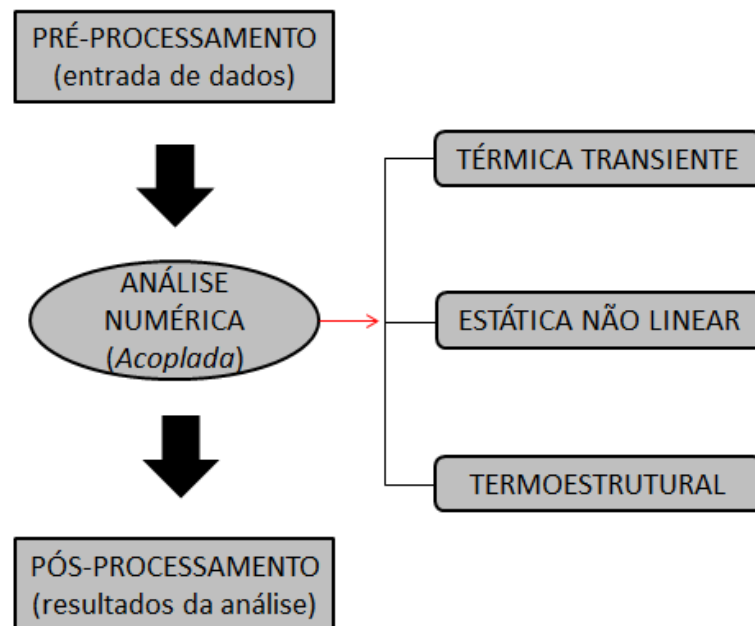 PRÉ-PROCESSAMENTO
(entrada de dados)
TÉRMICA TRANSIENTE
ANÁLISE
NUMÉRICA
(Acoplada)
ESTÁTICA NÃO LINEAR
TERMOESTRUTURAL
PÓS-PROCESSAMENTO
(resultados da análise)